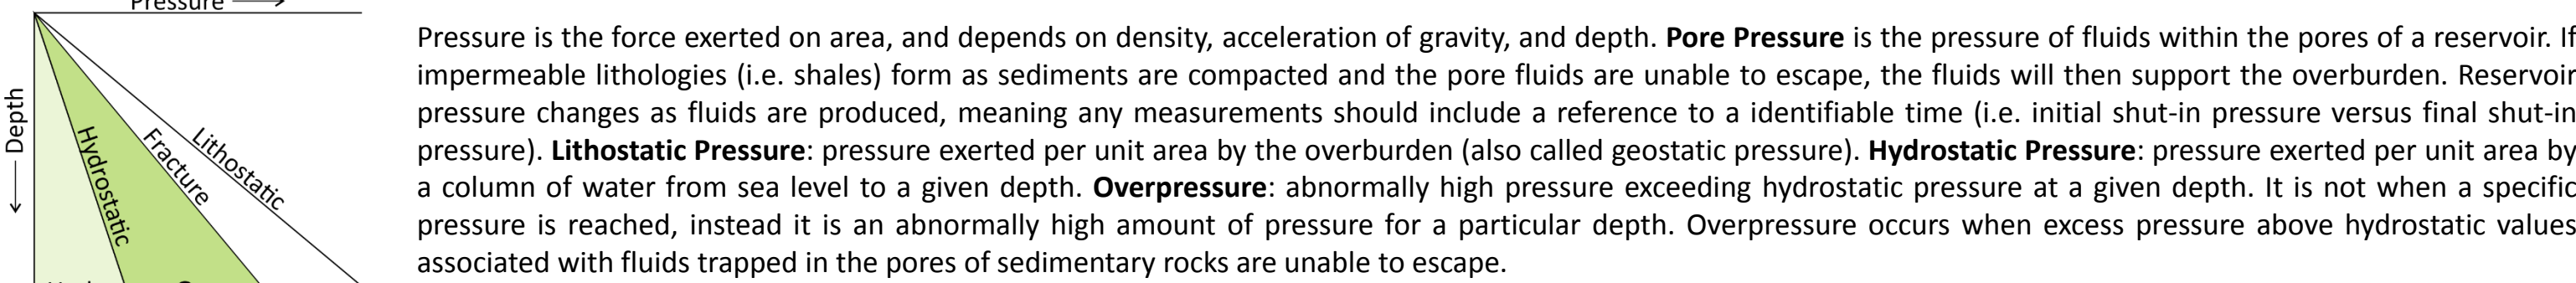 Pressure
Depth
Hydrostatic
Fracture
Lithostatic
Pressure is the force exerted on area, and depends on density, acceleration of gravity, and depth. Pore Pressure is the pressure of fluids within the pores of a reservoir. If
impermeable lithologies (i.e. shales) form as sediments are compacted and the pore fluids are unable to escape, the fluids will then support the overburden. Reservoir
pressure changes as fluids are produced, meaning any measurements should include a reference to a identifiable time (i.e. initial shut-in pressure versus final shut-in
pressure). Lithostatic Pressure: pressure exerted per unit area by the overburden (also called geostatic pressure). Hydrostatic Pressure: pressure exerted per unit area by
a column of water from sea level to a given depth. Overpressure: abnormally high pressure exceeding hydrostatic pressure at a given depth. It is not when a specific
pressure is reached, instead it is an abnormally high amount of pressure for a particular depth. Overpressure occurs when excess pressure above hydrostatic values
associated with fluids trapped in the pores of sedimentary rocks are unable to escape.